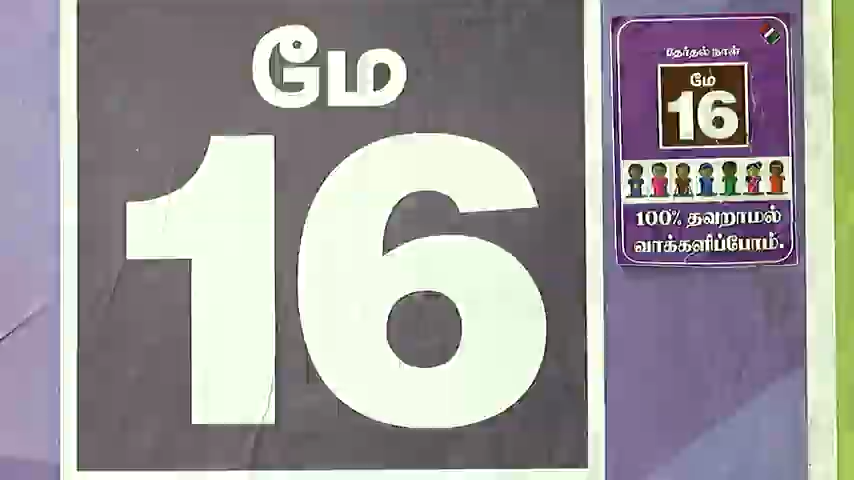 மே
16
தேர்தல் நாள்
மே
16
100% தவறாமல்
வாக்களிப்போம்.